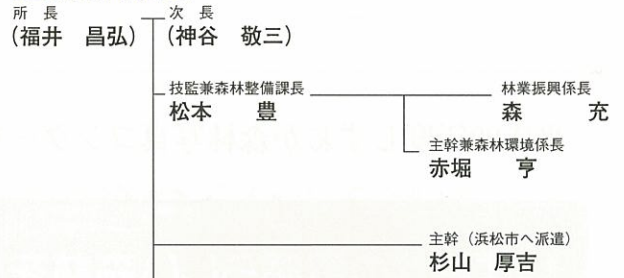 所　長
（福井　昌弘）
次　長
（神谷　敬三）
技監兼森林整備課長
松本　豊
林業振興係長
森　充
主幹兼森林環境係長
赤堀　亨
主幹（浜松市へ派遣）
杉山　厚吉